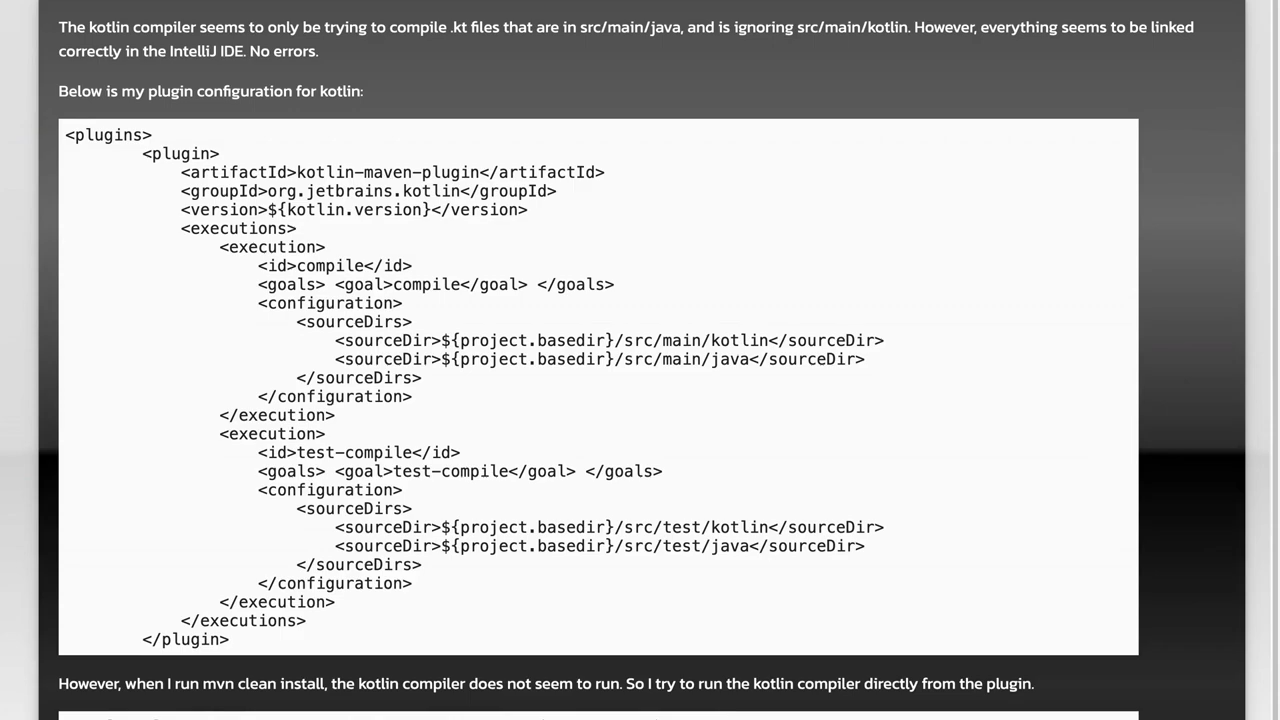 The kotlin compiler seems to only be trying to compile .kt files that are in src/main/java, and is ignoring src/main/kotlin. However, everything seems to be linked
correctly in the IntelliJ IDE. No errors.
Below is my plugin configuration for kotlin:
<plugins>
        <plugin>
            <artifactId>kotlin-maven-plugin</artifactId>
            <groupId>org.jetbrains.kotlin</groupId>
            <version>${kotlin.version}</version>
            <executions>
                <execution>
                    <id>compile</id>
                    <goals> <goal>compile</goal> </goals>
                    <configuration>
                        <sourceDirs>
                            <sourceDir>${project.basedir}/src/main/kotlin</sourceDir>
                            <sourceDir>${project.basedir}/src/main/java</sourceDir>
                        </sourceDirs>
                    </configuration>
                </execution>
                <execution>
                    <id>test-compile</id>
                    <goals> <goal>test-compile</goal> </goals>
                    <configuration>
                        <sourceDirs>
                            <sourceDir>${project.basedir}/src/test/kotlin</sourceDir>
                            <sourceDir>${project.basedir}/src/test/java</sourceDir>
                        </sourceDirs>
                    </configuration>
                </execution>
            </executions>
        </plugin>
However, when I run mvn clean install, the kotlin compiler does not seem to run. So I try to run the kotlin compiler directly from the plugin.